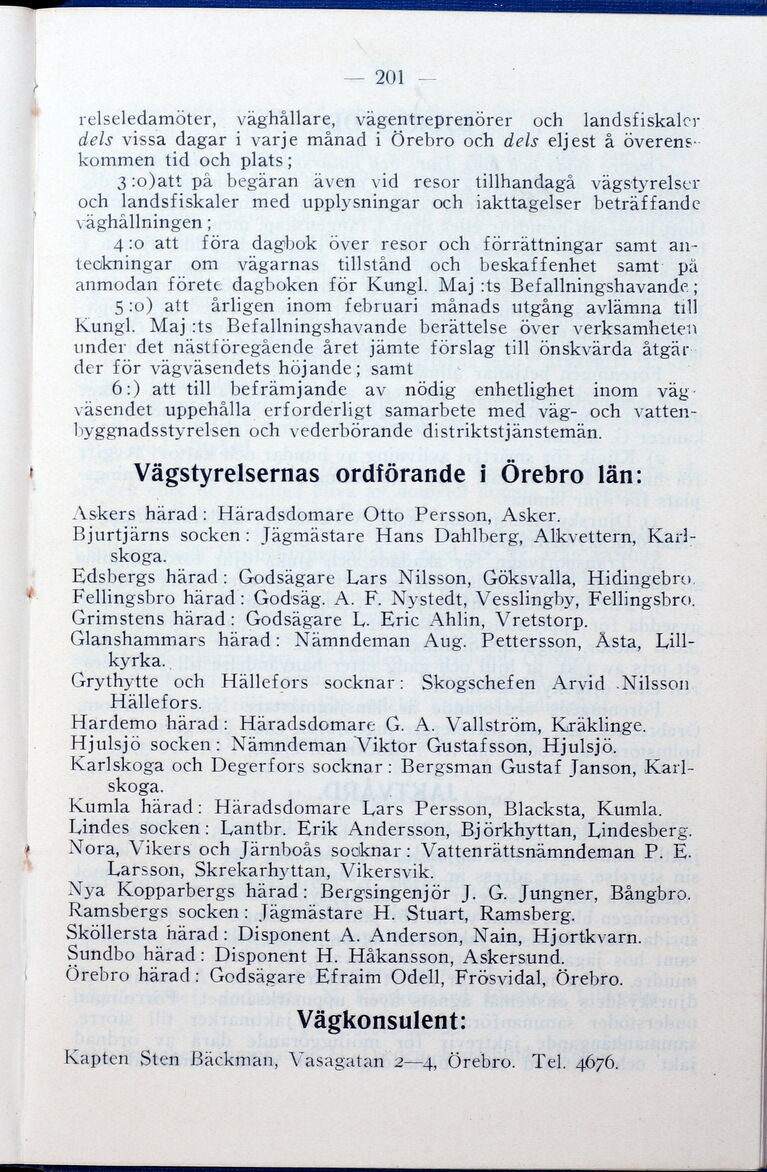 — 201 —
relseledamöter, väghållare, vägentreprenörer och landsfiskaler
dels vissa dagar i varje månad i Örebro och dels eljest å överens-
kommen tid och plats;
3:o)att på begäran även vid resor tillhandagå vägstyrelser
och landsfiskaler med upplysningar och iakttagelser beträffande
väghållningen;
4:o att föra dagbok över resor och förrättningar samt an-
teckningar om vägarnas tillstånd och beskaffenhet samt på
anmodan förete dagboken för Kungl. Maj:ts Befallningshavande;
5:o) att årligen inom februari månads utgång avlämna till
Kungl. Maj:ts Befallningshavande berättelse över verksamheten
under det nästföregående året jämte förslag till önskvärda åtgär-
der för vägväsendets höjande; samt
6:) att till befrämjande av nödig enhetlighet inom väg-
väsendet uppehålla erforderligt samarbete med väg- och vatten-
byggnadsstyrelsen och vederbörande distriktstjänstemän.
Vägstyrelsernas ordförande i Örebro län:
Askers härad: Häradsdomare Otto Persson, Asker.
Bjurtjärns socken: Jägmästare Hans Dahlberg, Alkvettern, Karl-
skoga.
Edsbergs härad: Godsägare Lars Nilsson, Göksvalla, Hidingebro.
Fellingsbro härad: Godsäg. A. F. Nystedt, Vesslingby, Fellingsbro.
Grimstens härad: Godsägare L. Eric Ahlin, Vretstorp.
Glanshammars härad: Nämndeman Aug. Pettersson, Åsta, Lill-
kyrka.
Grythytte och Hällefors socknar: Skogschefen Arvid Nilsson
Hällefors.
Hardemo härad: Häradsdomare G. A. Vallström, Kräklinge.
Hjulsjö socken: Nämndeman Viktor Gustafsson, Hjulsjö.
Karlskoga och Degerfors socknar: Bergsman Gustaf Janson, Karl-
skoga.
Kumla härad: Häradsdomare Lars Persson, Blacksta, Kumla.
Lindes socken: Lantbr. Erik Andersson, Björkhyttan, Lindesberg.
Nora, Vikers och Järnboås socknar: Vattenrättsnämndeman P. E.
Larsson, Skrekarhyttan, Vikersvik.
Nya Kopparbergs härad: Bergsingenjör J. G. Jungner, Bångbro.
Ramsbergs socken: Jägmästare H. Stuart, Ramsberg.
Sköllersta härad: Disponent A. Anderson, Nain, Hjortkvarn.
Sundbo härad: Disponent H. Håkansson, Askersund.
Örebro härad: Godsägare Efraim Odell, Frösvidal, Örebro.
Vägkonsulent:
Kapten Sten Bäckman, Vasagatan 2—4, Örebro. Tel. 4676.